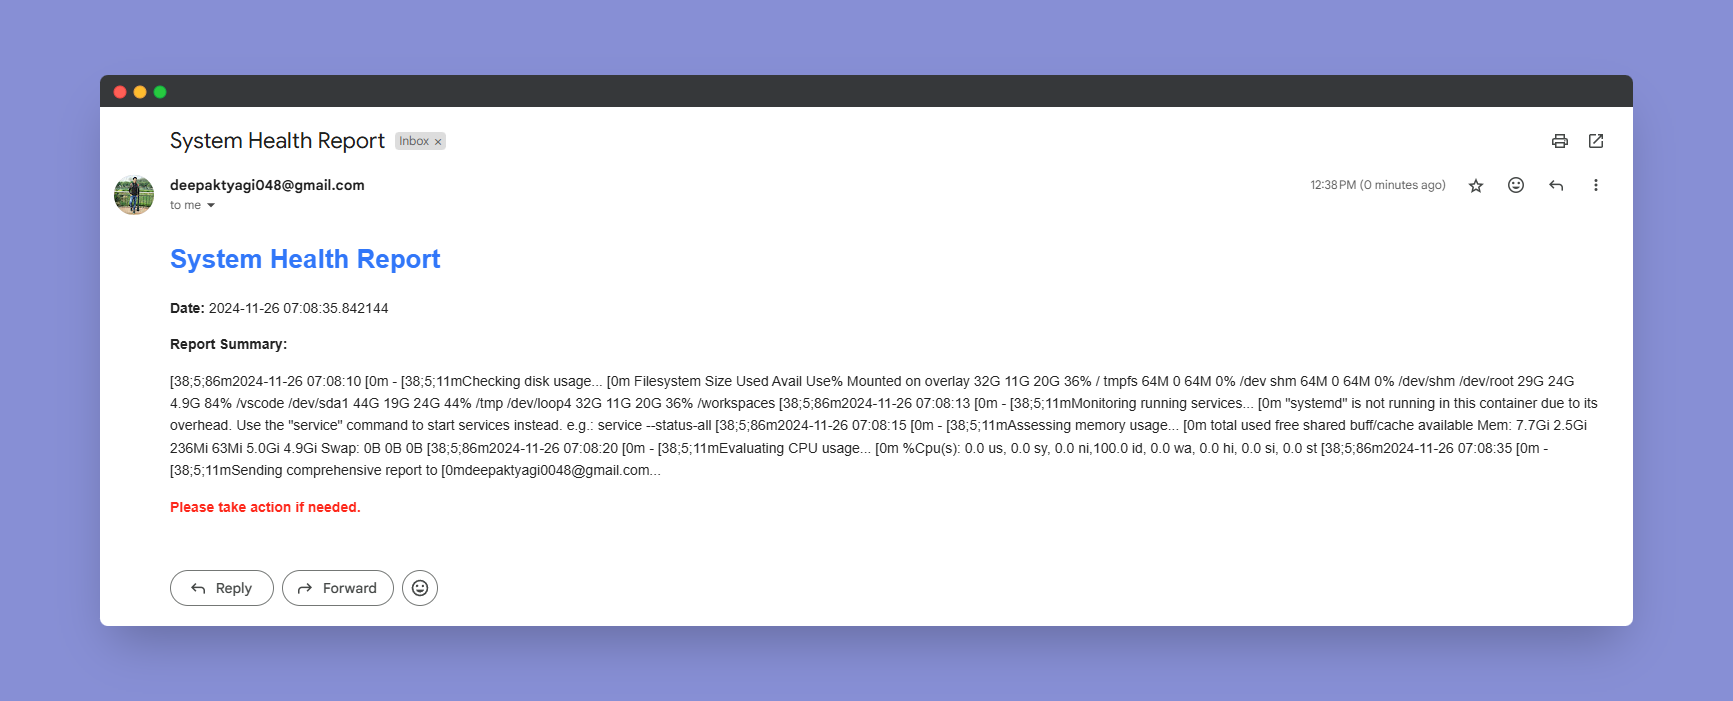 System Health Report Inbox ×
deepaktyagi048@gmail.com 12:38 PM (0 minutes ago)
to me
System Health Report
Date: 2024-11-26 07:08:35.842144
Report Summary:
[38;5;86m2024-11-26 07:08:10 [0m - [38;5;11mChecking disk usage... [0m Filesystem Size Used Avail Use% Mounted on overlay 32G 11G 20G 36% / tmpfs 64M 0 64M 0% /dev shm 64M 0 64M 0% /dev/shm /dev/root 29G 24G
4.9G 84% /vscode /dev/sda1 44G 19G 24G 44% /tmp /dev/loop4 32G 11G 20G 36% /workspaces [38;5;86m2024-11-26 07:08:13 [0m - [38;5;11mMonitoring running services... [0m "systemd" is not running in this container due to its
overhead. Use the "service" command to start services instead. e.g.: service --status-all [38;5;86m2024-11-26 07:08:15 [0m - [38;5;11mAssessing memory usage... [0m total used free shared buff/cache available Mem: 7.7Gi 2.5Gi
236Mi 63Mi 5.0Gi 4.9Gi Swap: 0B 0B 0B [38;5;86m2024-11-26 07:08:20 [0m - [38;5;11mEvaluating CPU usage... [0m %Cpu(s): 0.0 us, 0.0 sy, 0.0 ni,100.0 id, 0.0 wa, 0.0 hi, 0.0 si, 0.0 st [38;5;86m2024-11-26 07:08:35 [0m -
[38;5;11mSending comprehensive report to [0mdeepaktyagi0048@gmail.com...
Please take action if needed.
Reply Forward